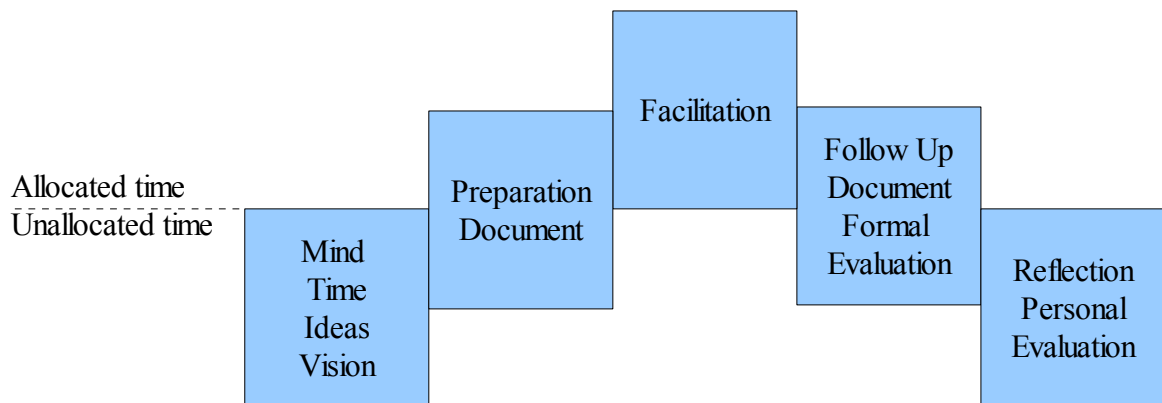 Allocated time
Unallocated time
Mind
Time
Ideas
Vision
Preparation
Document
Facilitation
Follow Up
Document
Formal
Evaluation
Reflection
Personal
Evaluation